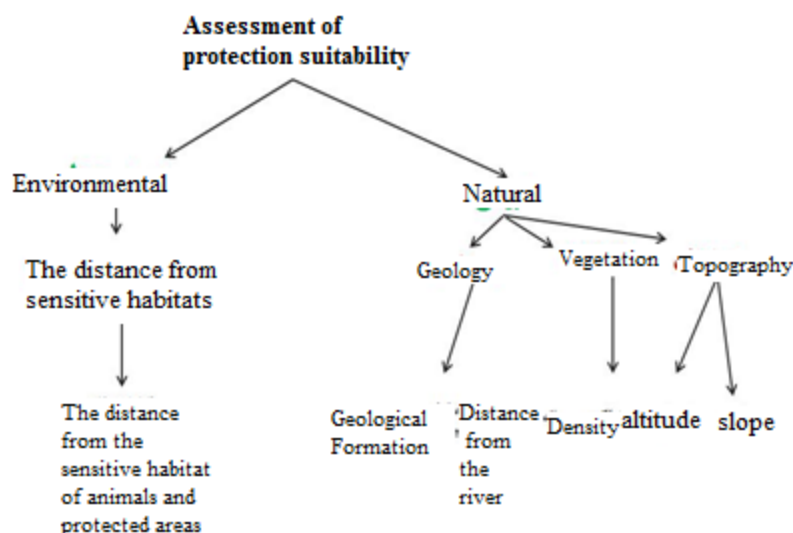 Assessment of
protection suitability
Environmental
Natural
The distance from
sensitive habitats
Geology
Vegetation
Topography
The distance
from the
sensitive habitat
of animals and
protected areas
Geological
Formation
Distance
from
the
river
Density
altitude
slope